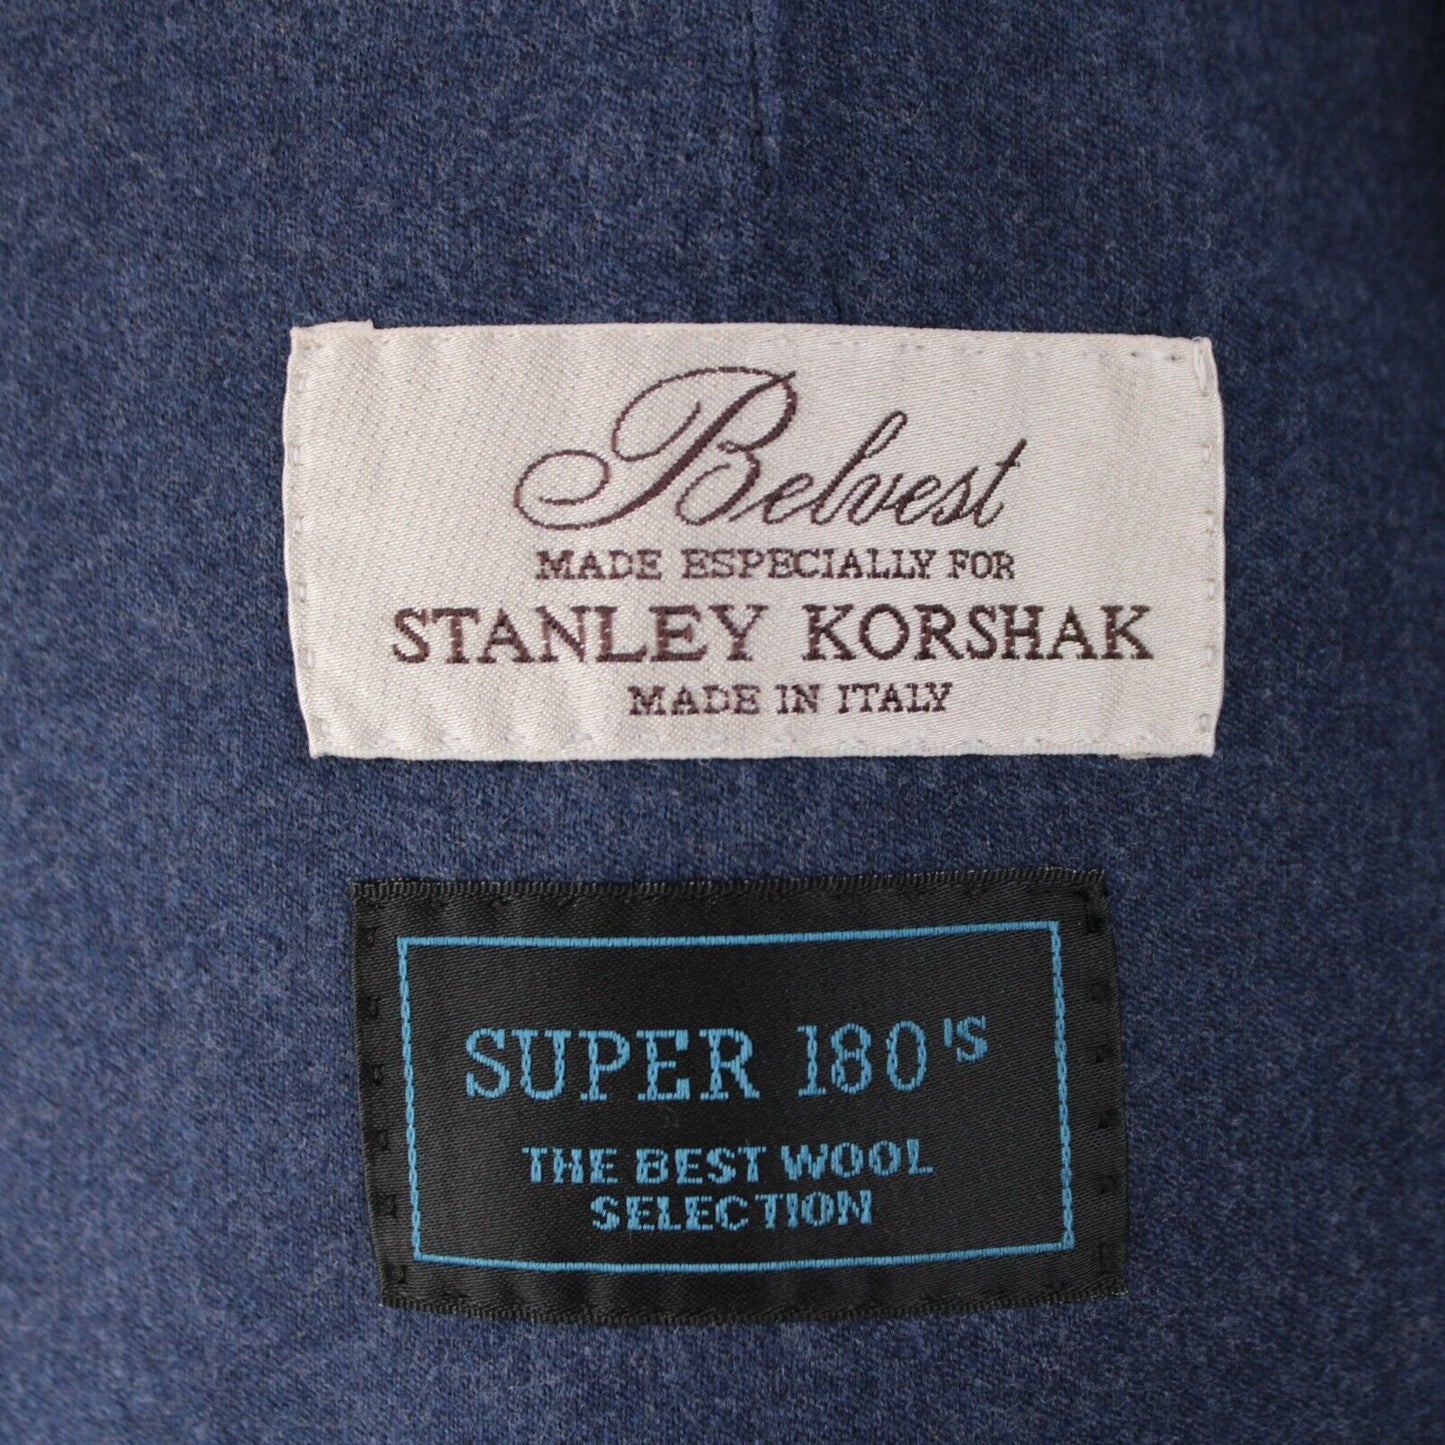 Belvest
MADE ESPECIALLY FOR
STANLEY KORSHAK
MADE IN ITALY
SUPER 180'S
THE BEST WOOL
SELECTION